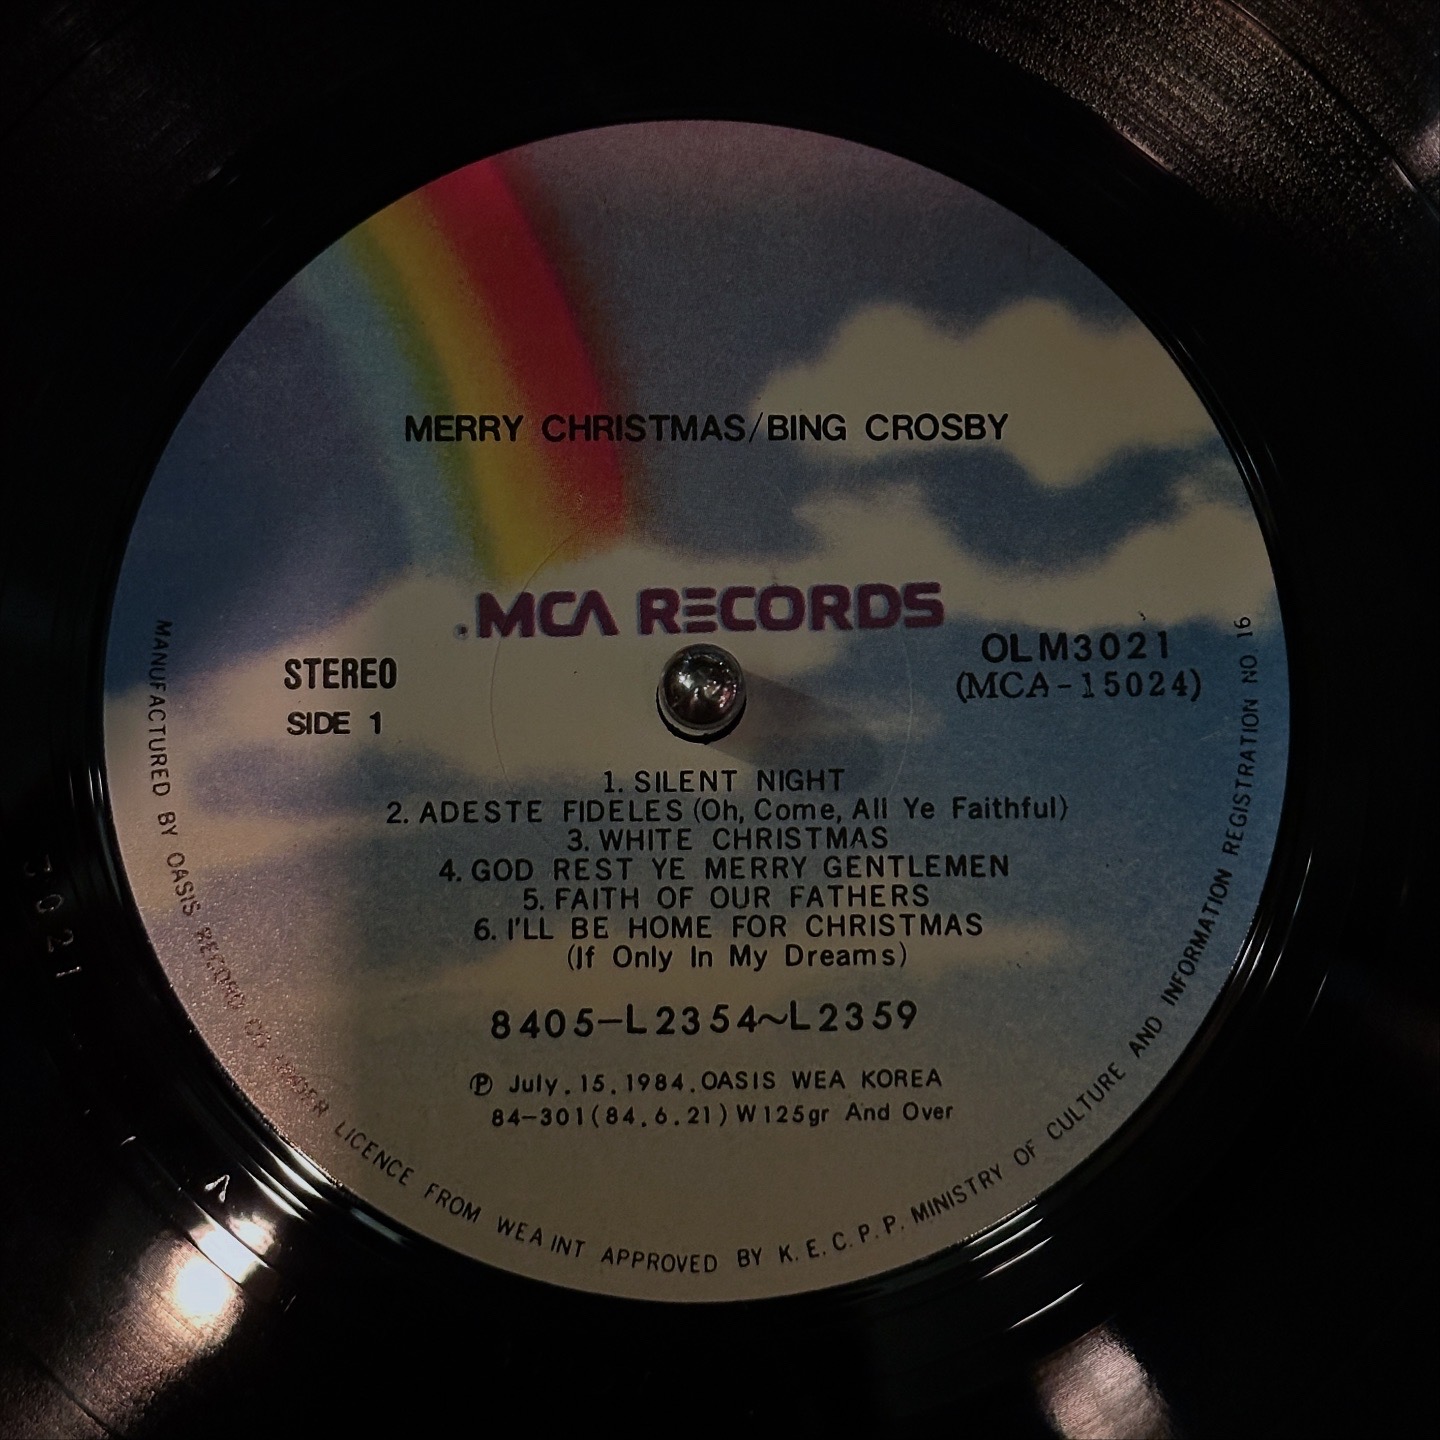 MERRY CHRISTMAS/BING CROSBY
MCA RECORDS
STEREO
SIDE 1
OLM3021
(MCA-15024)
1. SILENT NIGHT
2. ADESTE FIDELES (Oh, Come, All Ye Faithful)
3. WHITE CHRISTMAS
4. GOD REST YE MERRY GENTLEMEN
5. FAITH OF OUR FATHERS
6. I'LL BE HOME FOR CHRISTMAS
(If Only In My Dreams)
8405-L2354~L2359
Ⓟ July. 15. 1984. OASIS WEA KOREA
84-301(84. 6. 21) W125gr And Over
MANUFACTURED BY OASIS RECORD CO UNDER LICENCE FROM WEA INT APPROVED BY K. E. C. P. P. MINISTRY OF CULTURE AND INFORMATION REGISTRATION NO. 16
3021
A